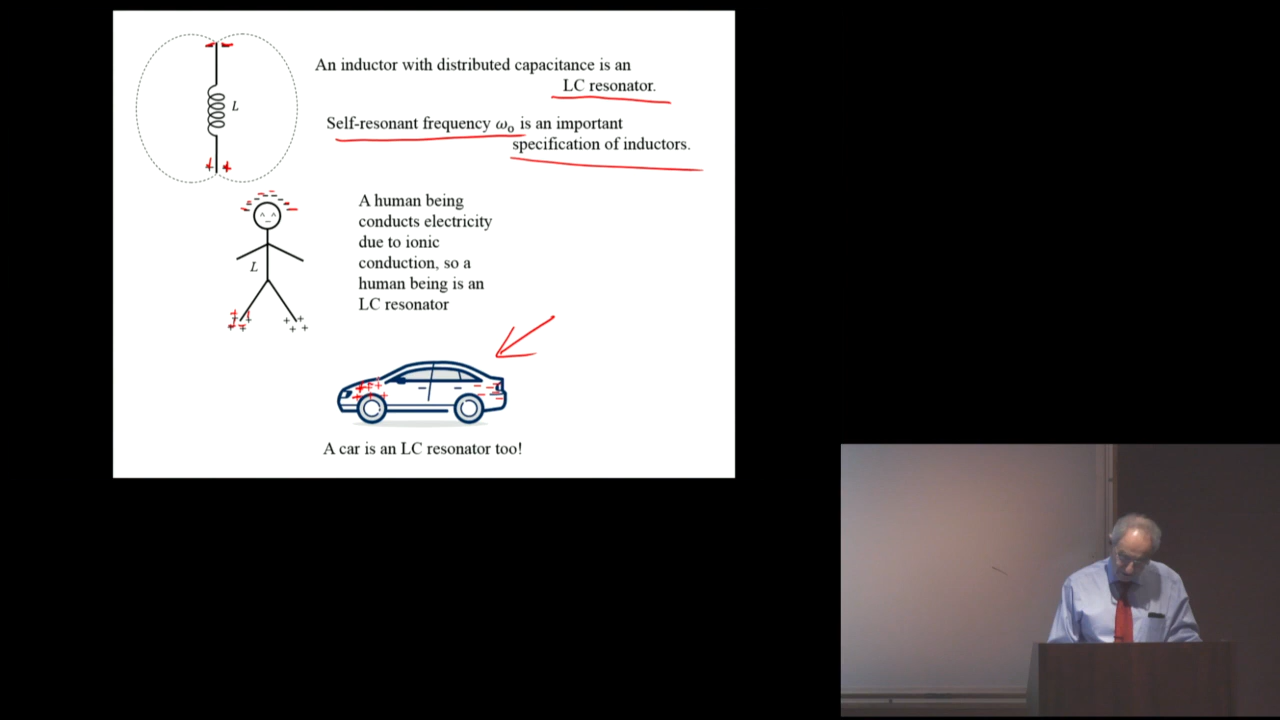 An inductor with distributed capacitance is an
LC resonator.
L
Self-resonant frequency ω₀ is an important
specification of inductors.
A human being
conducts electricity
due to ionic
conduction, so a
human being is an
LC resonator
L
A car is an LC resonator too!